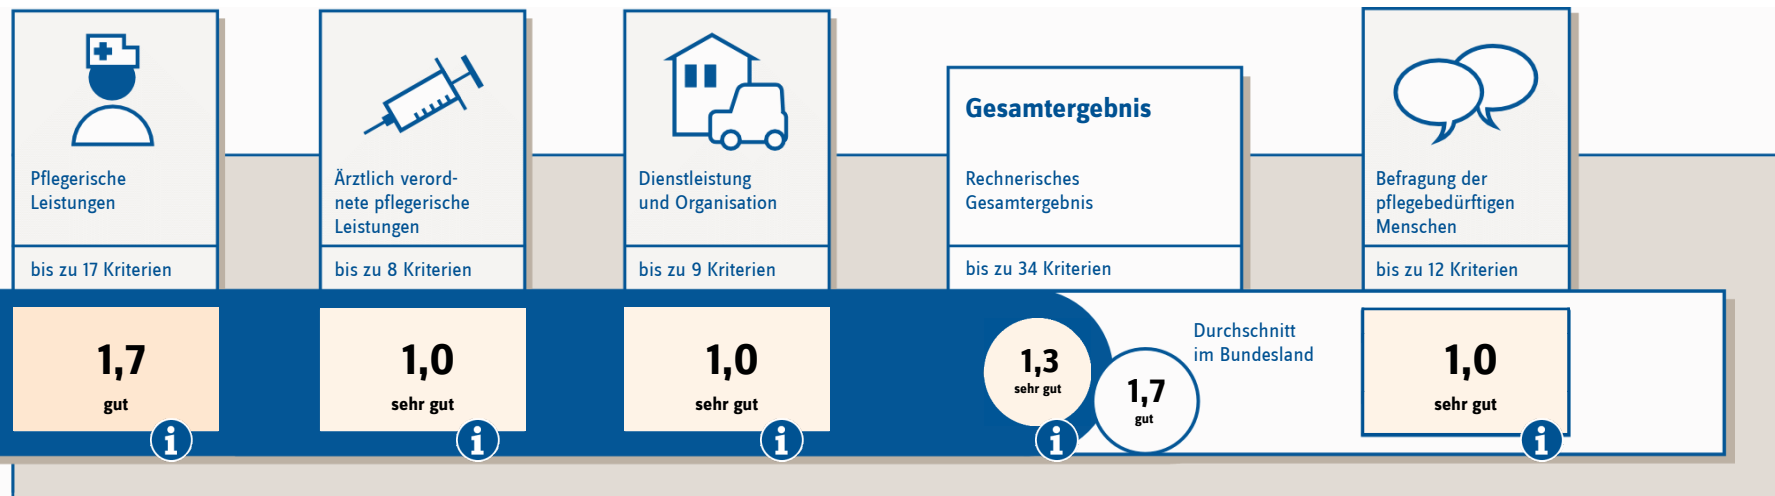 Pflegerische
Leistungen
bis zu 17 Kriterien
1,7
gut
Ärztlich verord-
nete pflegerische
Leistungen
bis zu 8 Kriterien
1,0
sehr gut
Dienstleistung
und Organisation
bis zu 9 Kriterien
1,0
sehr gut
Gesamtergebnis
Rechnerisches
Gesamtergebnis
bis zu 34 Kriterien
1,3
sehr gut
Durchschnitt
im Bundesland
1,7
gut
Befragung der
pflegebedürftigen
Menschen
bis zu 12 Kriterien
1,0
sehr gut